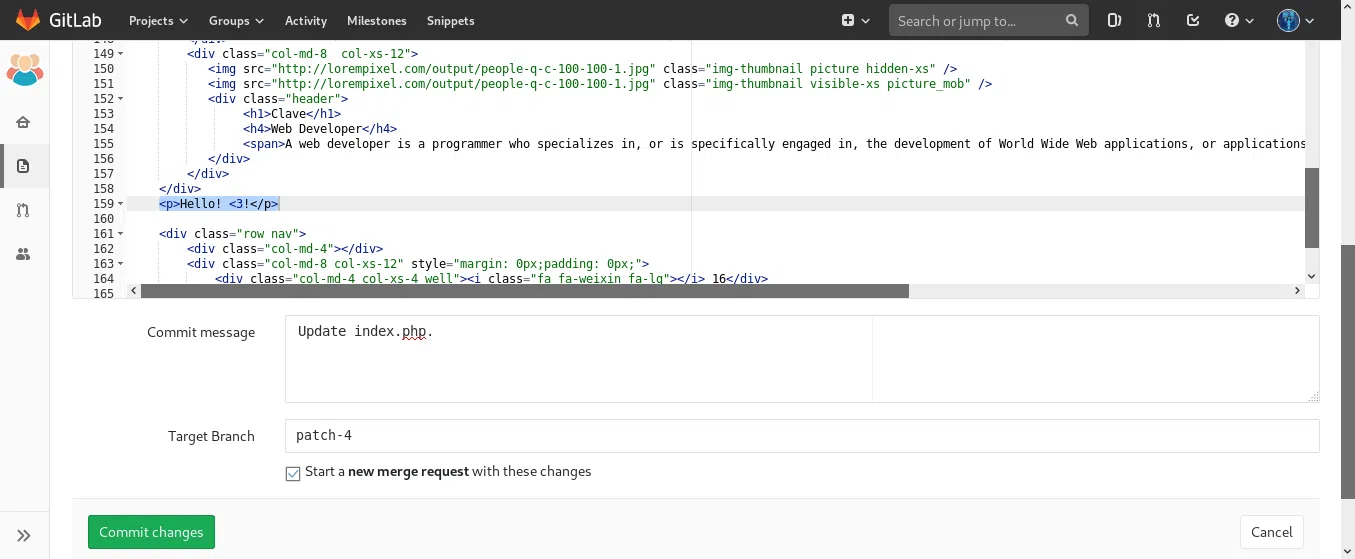 GitLab Projects Groups Activity Milestones Snippets Search or jump to...
148 </div>
149 <div class="col-md-8  col-xs-12">
150 <img src="http://lorempixel.com/output/people-q-c-100-100-1.jpg" class="img-thumbnail picture hidden-xs" />
151 <img src="http://lorempixel.com/output/people-q-c-100-100-1.jpg" class="img-thumbnail visible-xs picture_mob" />
152 <div class="header">
153 <h1>Clave</h1>
154 <h4>Web Developer</h4>
155 <span>A web developer is a programmer who specializes in, or is specifically engaged in, the development of World Wide Web applications, or applications
156 </div>
157 </div>
158 </div>
159 <p>Hello! <3!</p>
160
161 <div class="row nav">
162 <div class="col-md-4"></div>
163 <div class="col-md-8 col-xs-12" style="margin: 0px;padding: 0px;">
164 <div class="col-md-4 col-xs-4 well"><i class="fa fa-weixin fa-lg"></i> 16</div>
165
Commit message
Update index.php.
Target Branch
patch-4
Start a new merge request with these changes
Commit changes Cancel